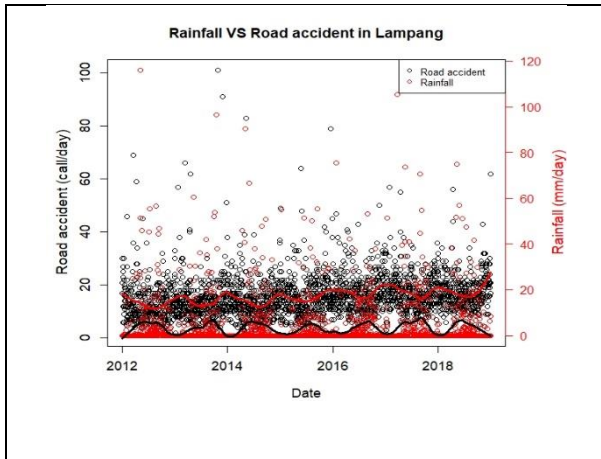 Rainfall VS Road accident in Lampang
Road accident
Rainfall
Road accident (call/day)
100
80
60
40
20
0
120
100
80
60
40
20
0
Rainfall (mm/day)
2012 2014 2016 2018
Date